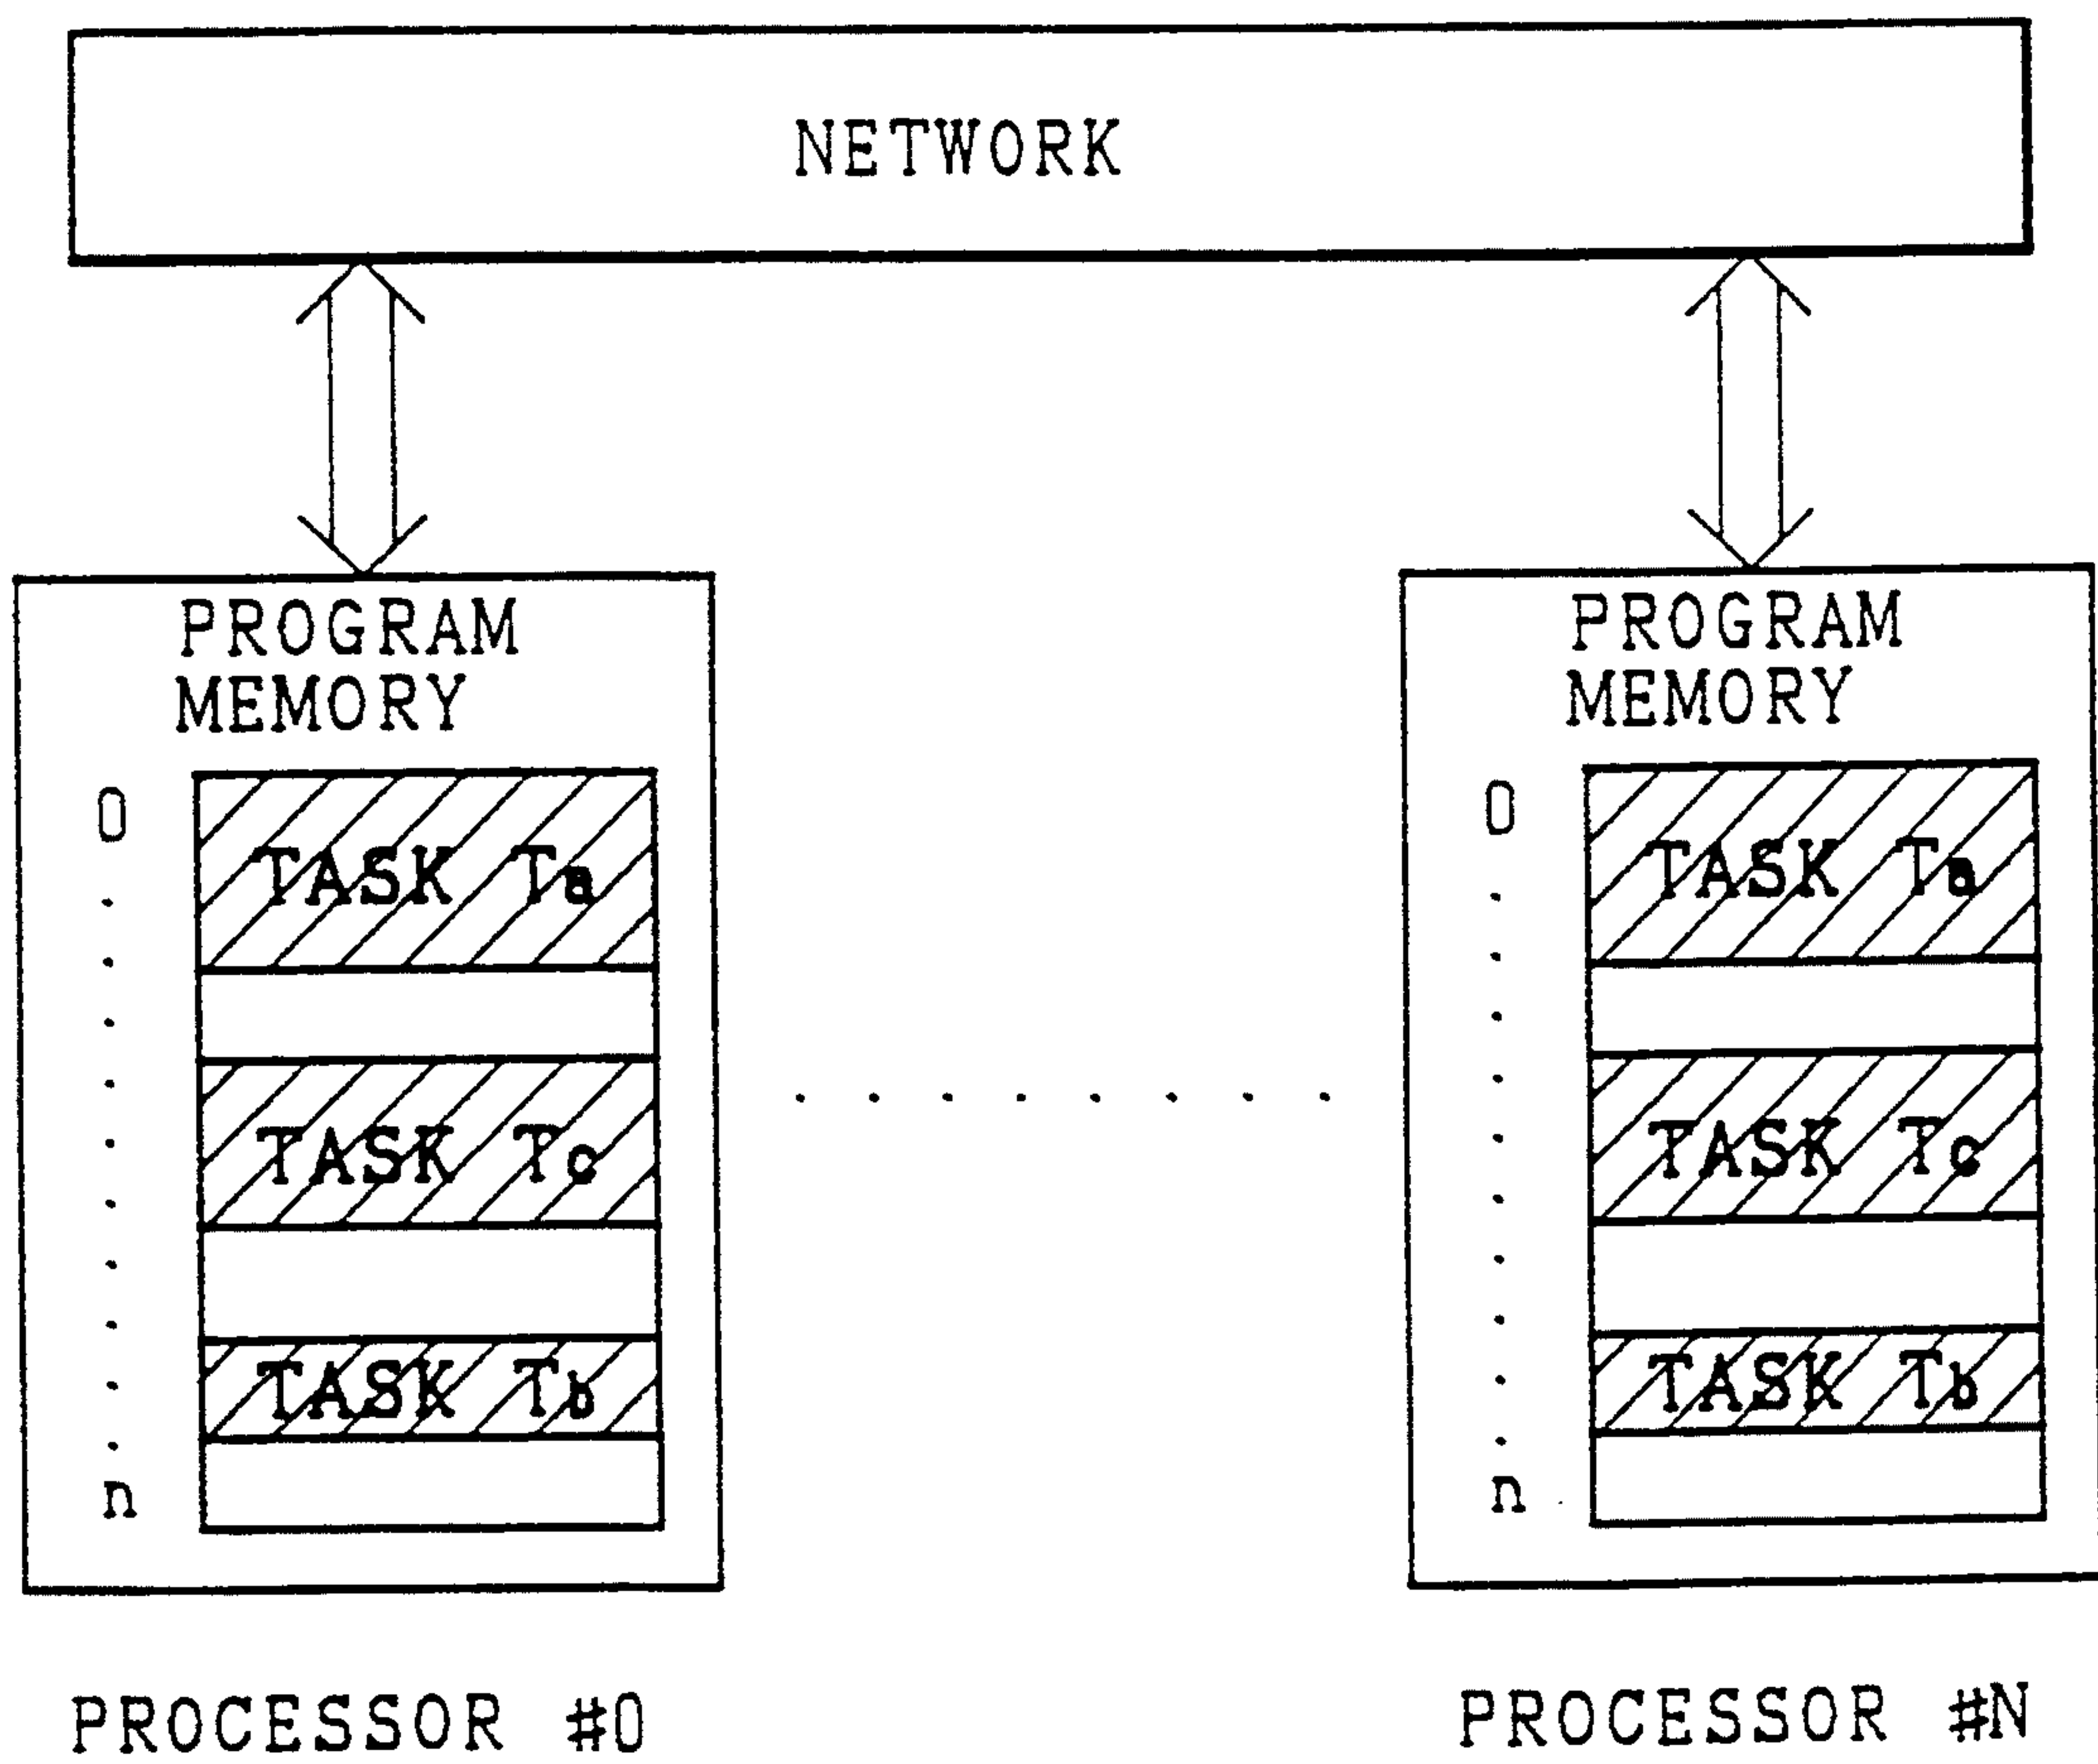 NETWORK
PROGRAM
MEMORY
0
TASK Ta
TASK Tc
TASK Tb
n
PROCESSOR #0
PROGRAM
MEMORY
0
TASK Ta
TASK Tc
TASK Tb
n
PROCESSOR #N